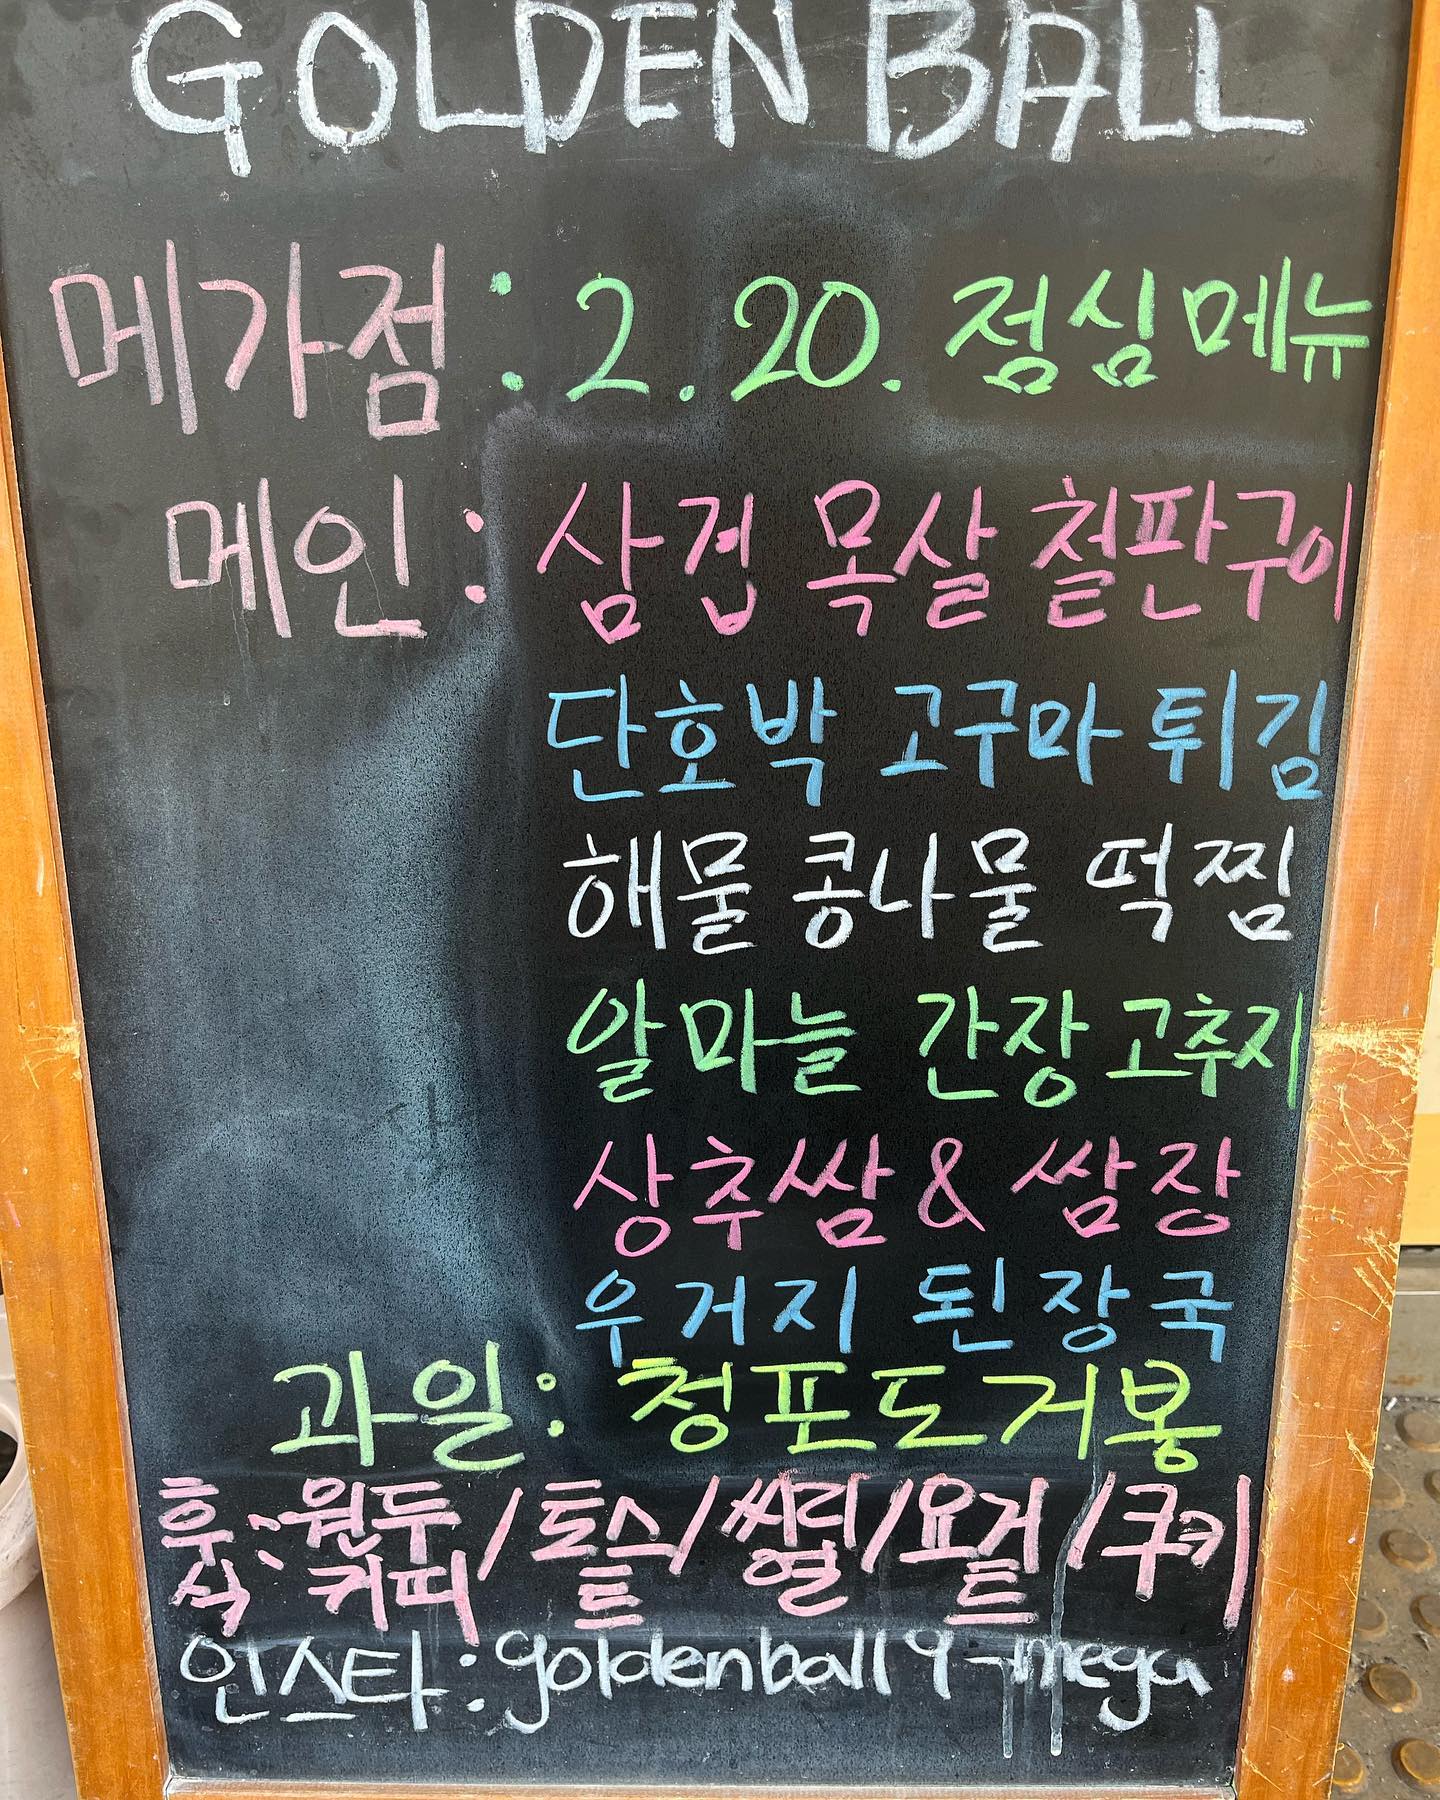 GOLDEN BALL
메가점 : 2.20. 점심메뉴
메인 : 삼겹 목살 철판구이
단호박 고구마 튀김
해물 콩나물 떡찜
알마늘 간장고추지
상추쌈 & 쌈장
우거지 된장국
과일 : 청포도거봉
후식 : 원두커피 / 토스트 / 씨리열 / 요거트 / 쿠키
인스타 : goldenball9_mega